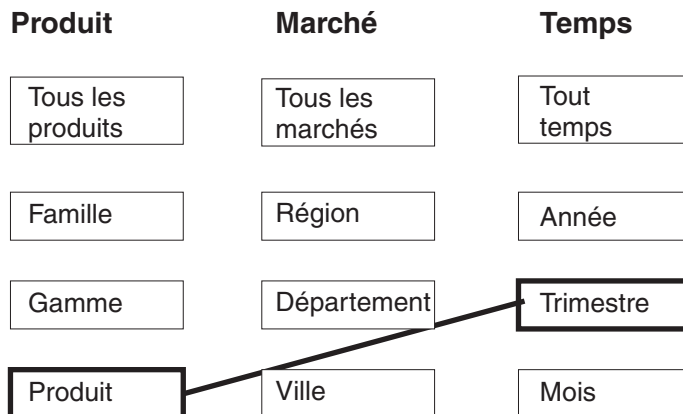 Produit Marché Temps
Tous les
produits
Tous les
marchés
Tout
temps
Famille Région Année
Gamme Département Trimestre
Produit Ville Mois